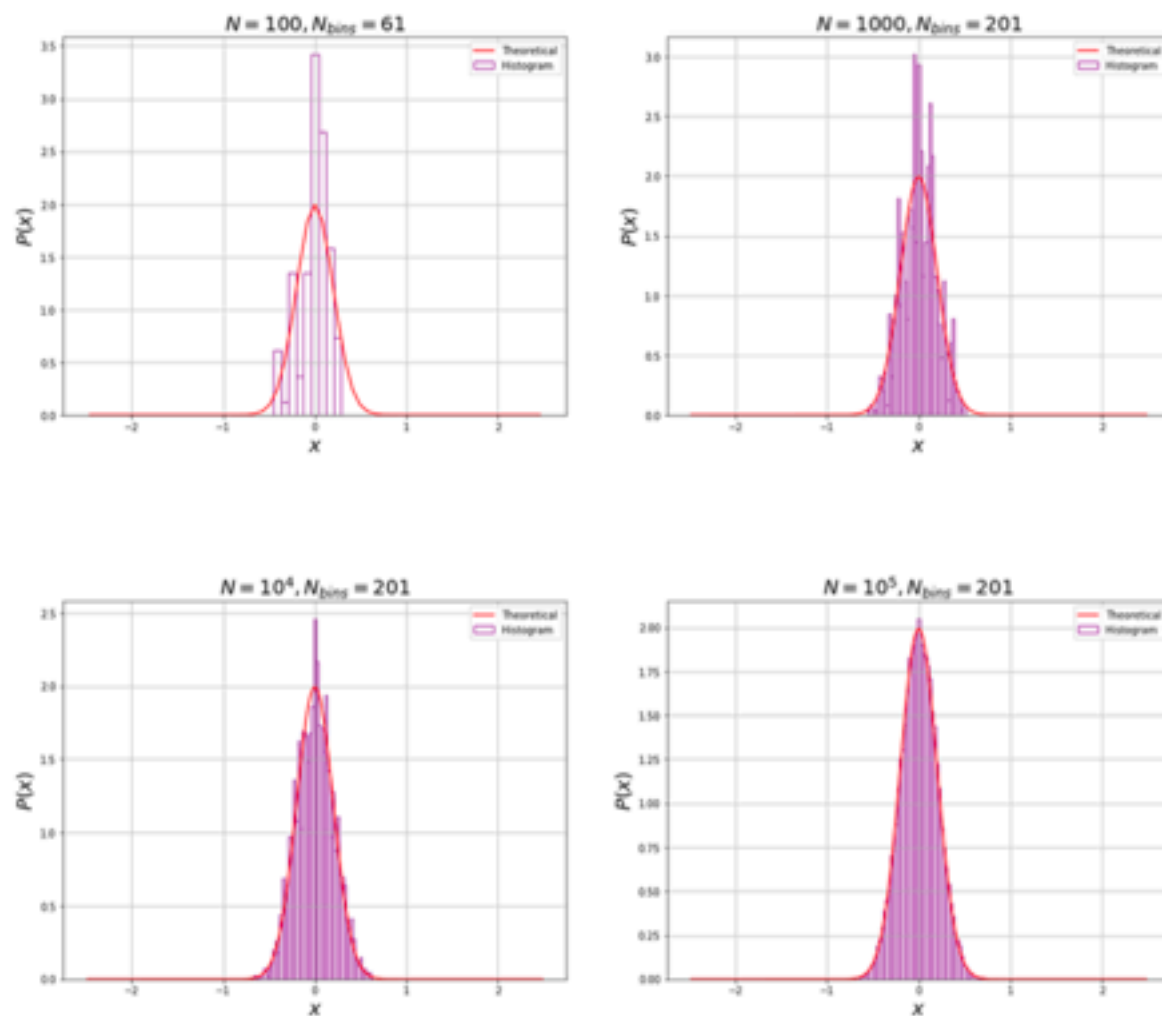 N = 100, N_bins = 61
Theoretical
Histogram
P(x)
3.5
3.0
2.5
2.0
1.5
1.0
0.5
0.0
−2 −1 0 1 2
x
N = 1000, N_bins = 201
Theoretical
Histogram
P(x)
3.0
2.5
2.0
1.5
1.0
0.5
0.0
−2 −1 0 1 2
x
N = 10⁴, N_bins = 201
Theoretical
Histogram
P(x)
2.5
2.0
1.5
1.0
0.5
0.0
−2 −1 0 1 2
x
N = 10⁵, N_bins = 201
Theoretical
Histogram
P(x)
2.00
1.75
1.50
1.25
1.00
0.75
0.50
0.25
0.00
−2 −1 0 1 2
x